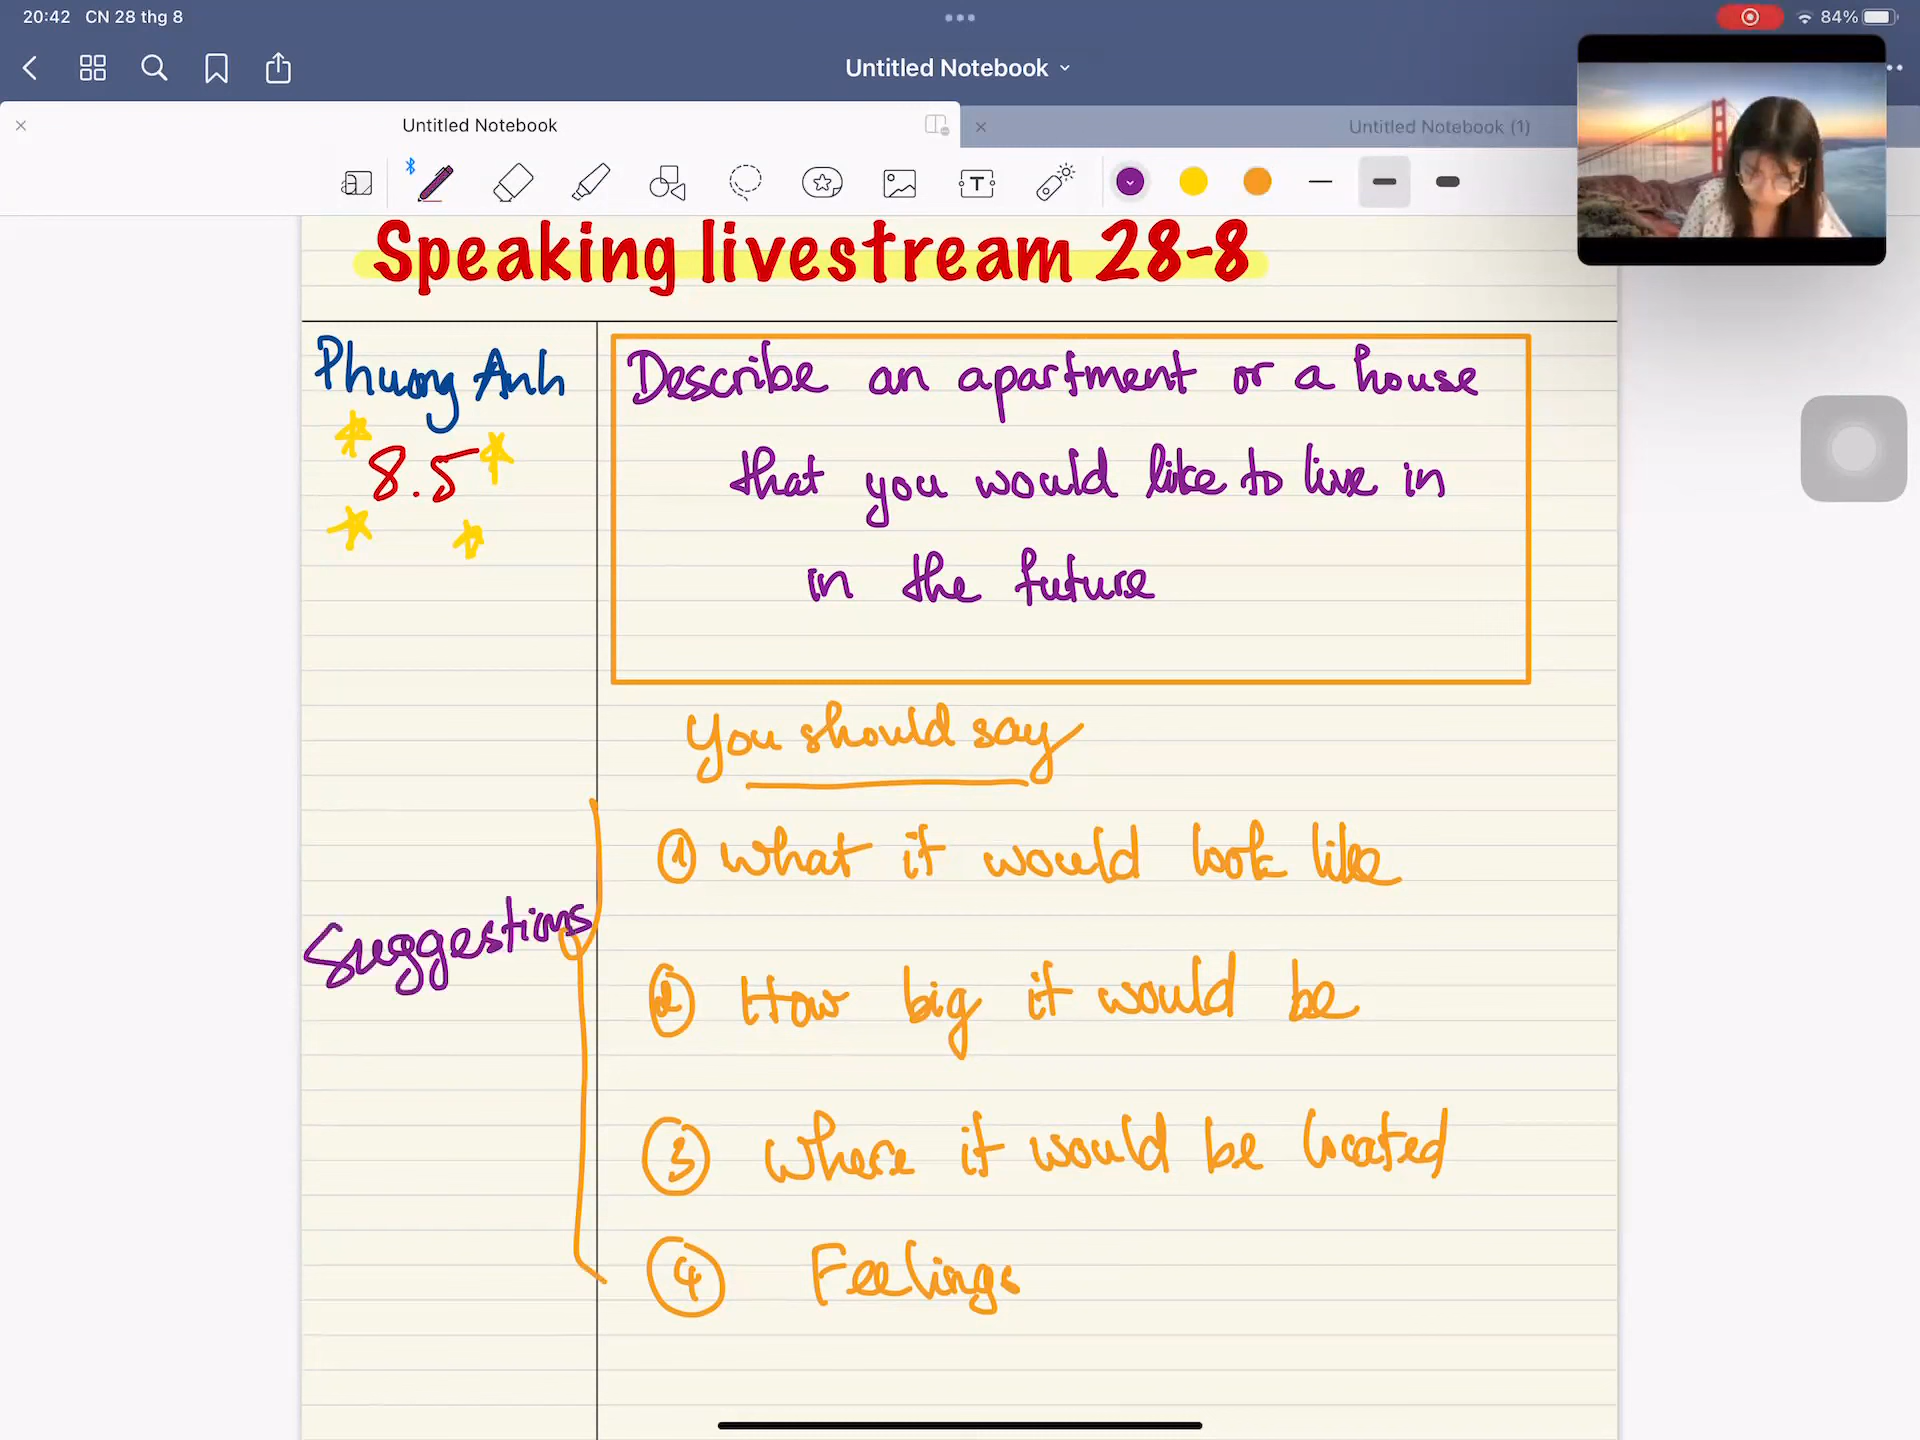 20:42 CN 28 thg 8
84%
Untitled Notebook
Untitled Notebook
Untitled Notebook (1)
T
Speaking livestream 28-8
Phuong Anh
8.5
Describe an apartment or a house
that you would like to live in
in the future
You should say
Suggestions
① What it would look like
② How big it would be
③ Where it would be located
④ Feelings